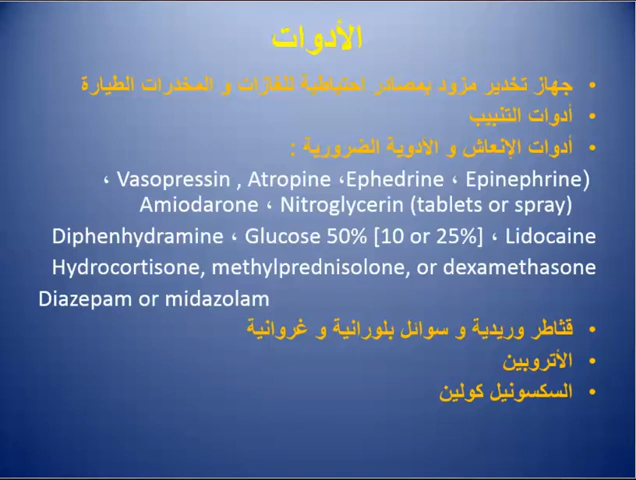 الأدوات
• جهاز تخدير مزود بمصادر احتياطية للغازات و المخدرات الطيارة
• أدوات التنبيب
• أدوات الإنعاش و الأدوية الضرورية :
، Vasopressin , Atropine ،Ephedrine ، Epinephrine)
Amiodarone ، Nitroglycerin (tablets or spray)
Diphenhydramine ، Glucose 50% [10 or 25%] ، Lidocaine
Hydrocortisone, methylprednisolone, or dexamethasone
Diazepam or midazolam
• قثاطر وريدية و سوائل بلورانية و غروانية
• الأتروبين
• السكسونيل كولين